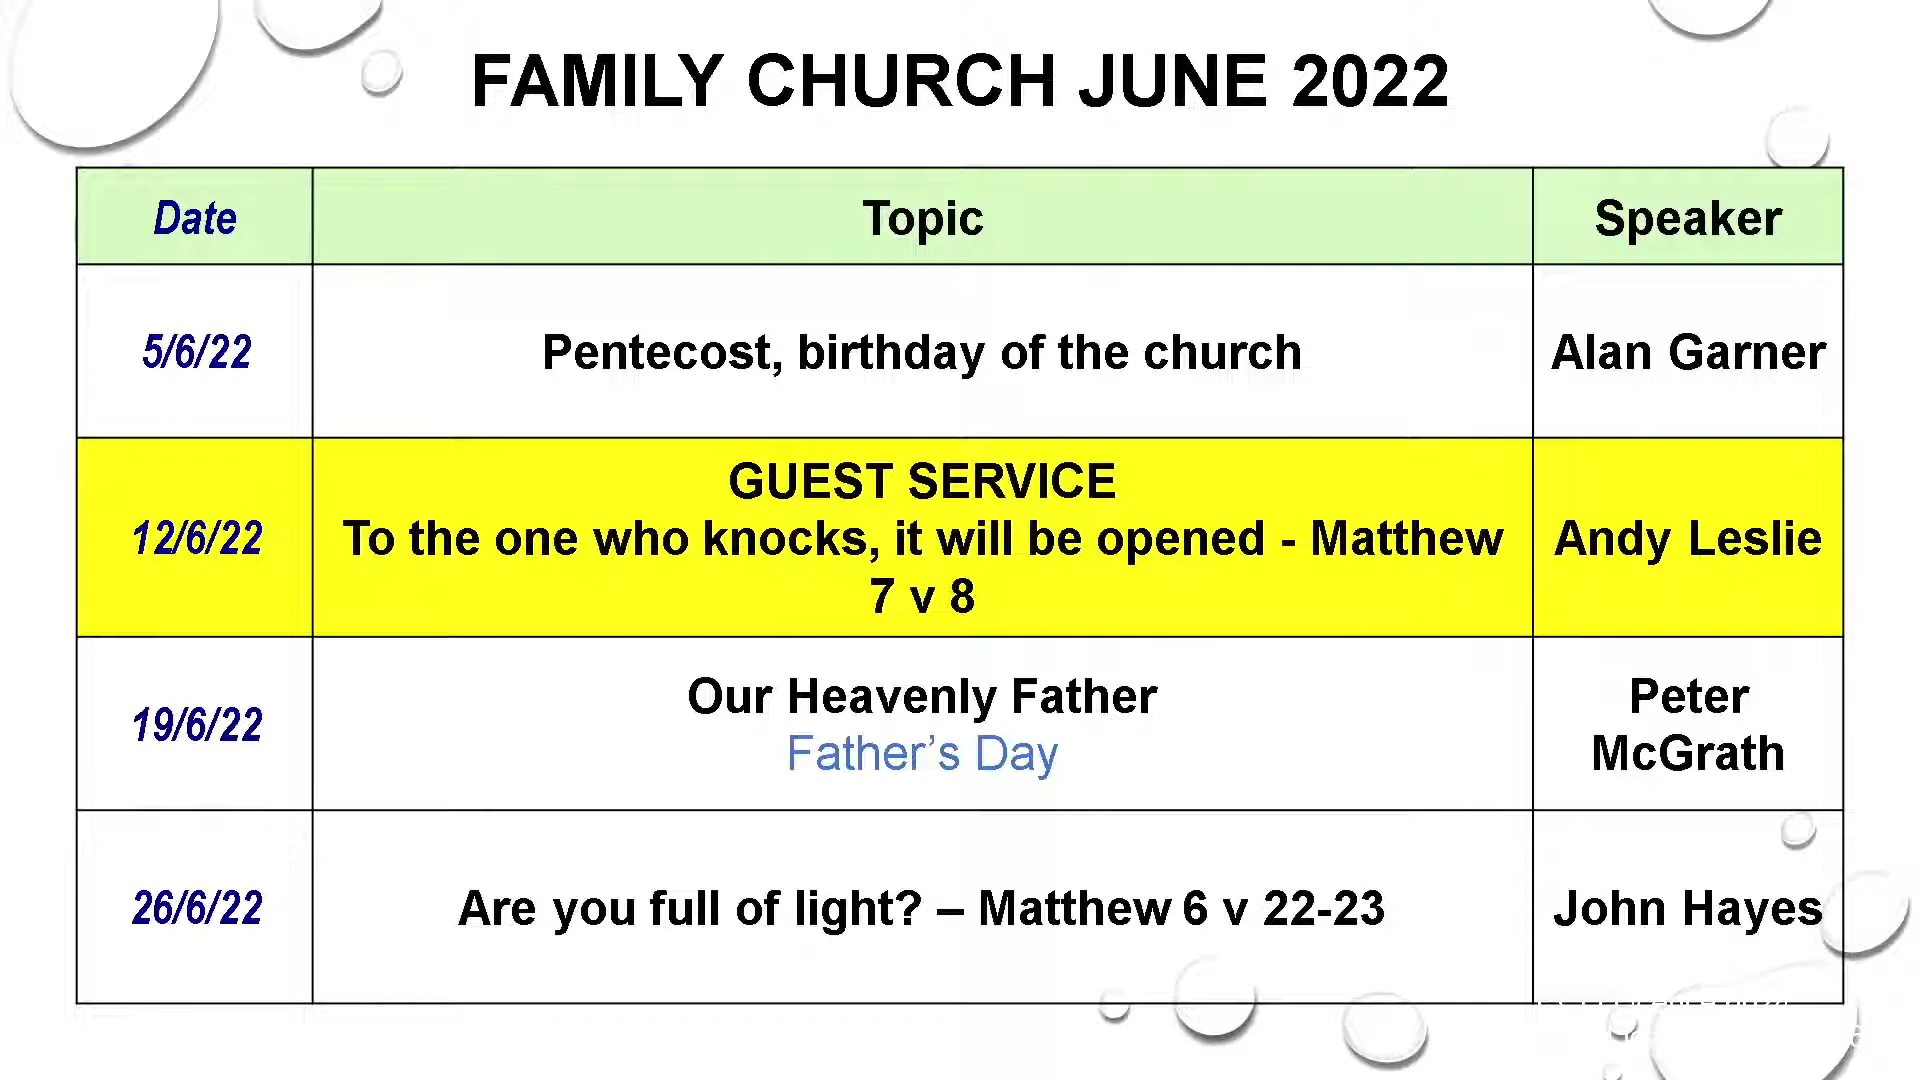 FAMILY CHURCH JUNE 2022
Date Topic Speaker
5/6/22 Pentecost, birthday of the church Alan Garner
GUEST SERVICE
12/6/22 To the one who knocks, it will be opened - Matthew Andy Leslie
7 v 8
Our Heavenly Father Peter
19/6/22
Father’s Day McGrath
26/6/22 Are you full of light? – Matthew 6 v 22-23 John Hayes